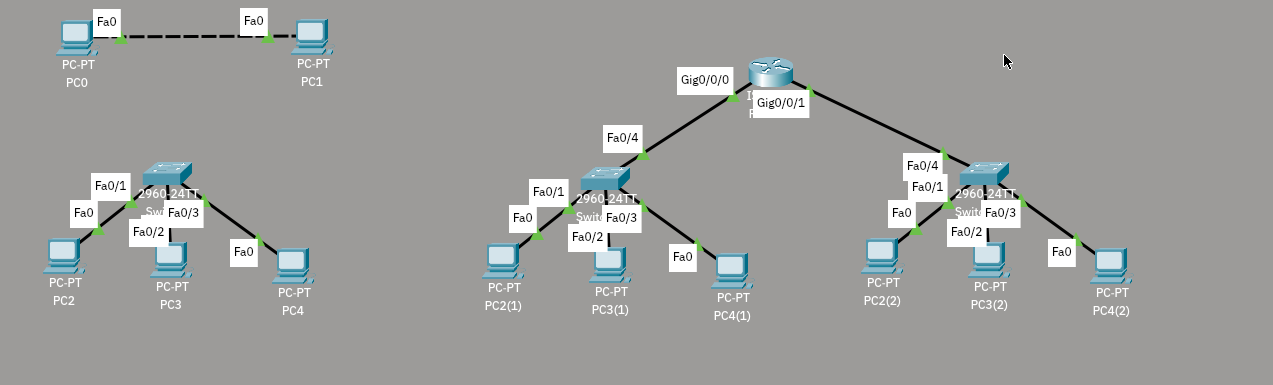 Fa0
Fa0
PC-PT
PC0
PC-PT
PC1
Gig0/0/0
Gig0/0/1
Fa0/1
Fa0
2960-24TT
Fa0/3
Fa0/2
Fa0
PC-PT
PC2
PC-PT
PC3
PC-PT
PC4
Fa0/4
Fa0/1
Fa0
2960-24TT
Fa0/3
Fa0/2
Fa0
PC-PT
PC2(1)
PC-PT
PC3(1)
PC-PT
PC4(1)
Fa0/4
Fa0/1
Fa0
2960-24TT
Fa0/3
Fa0/2
Fa0
PC-PT
PC2(2)
PC-PT
PC3(2)
PC-PT
PC4(2)